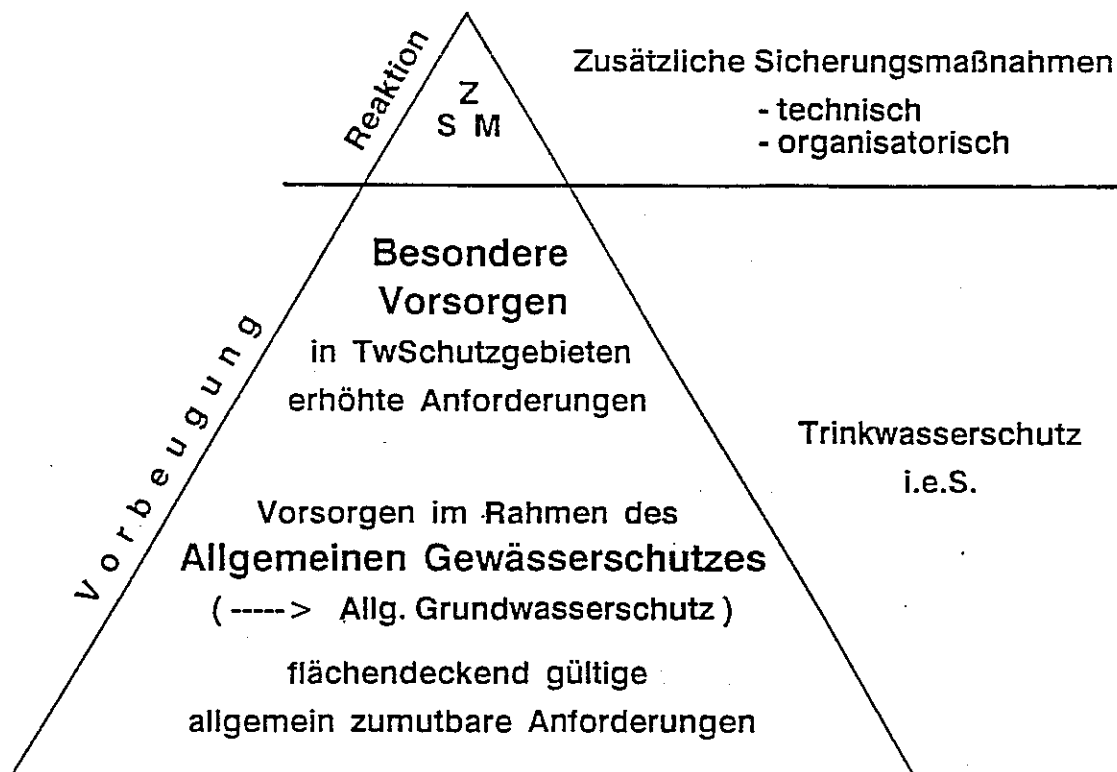 Reaktion
Z
S M
Zusätzliche Sicherungsmaßnahmen
- technisch
- organisatorisch
Vorbeugung
Besondere
Vorsorgen
in TwSchutzgebieten
erhöhte Anforderungen
Trinkwasserschutz
i.e.S.
Vorsorgen im Rahmen des
Allgemeinen Gewässerschutzes
( -----> Allg. Grundwasserschutz )
flächendeckend gültige
allgemein zumutbare Anforderungen